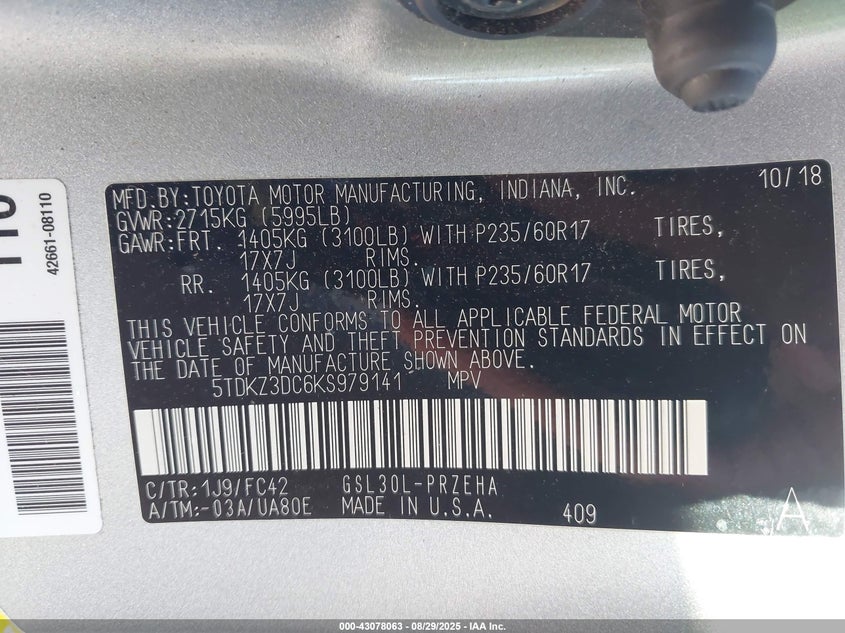 42661-08110
MFD.BY:TOYOTA MOTOR MANUFACTURING, INDIANA, INC. 10/18
GVWR:2715KG (5995LB)
GAWR:FRT. 1405KG (3100LB) WITH P235/60R17 TIRES,
17X7J RIMS.
RR. 1405KG (3100LB) WITH P235/60R17 TIRES,
17X7J RIMS.
THIS VEHICLE CONFORMS TO ALL APPLICABLE FEDERAL MOTOR
VEHICLE SAFETY AND THEFT PREVENTION STANDARDS IN EFFECT ON
THE DATE OF MANUFACTURE SHOWN ABOVE.
5TDKZ3DC6KS979141 MPV
C/TR:1J9/FC42 GSL30L-PRZEHA
A/TM:-03A/UA80E MADE IN U.S.A. 409 A
000-43078063 - 08/29/2025 - IAA Inc.